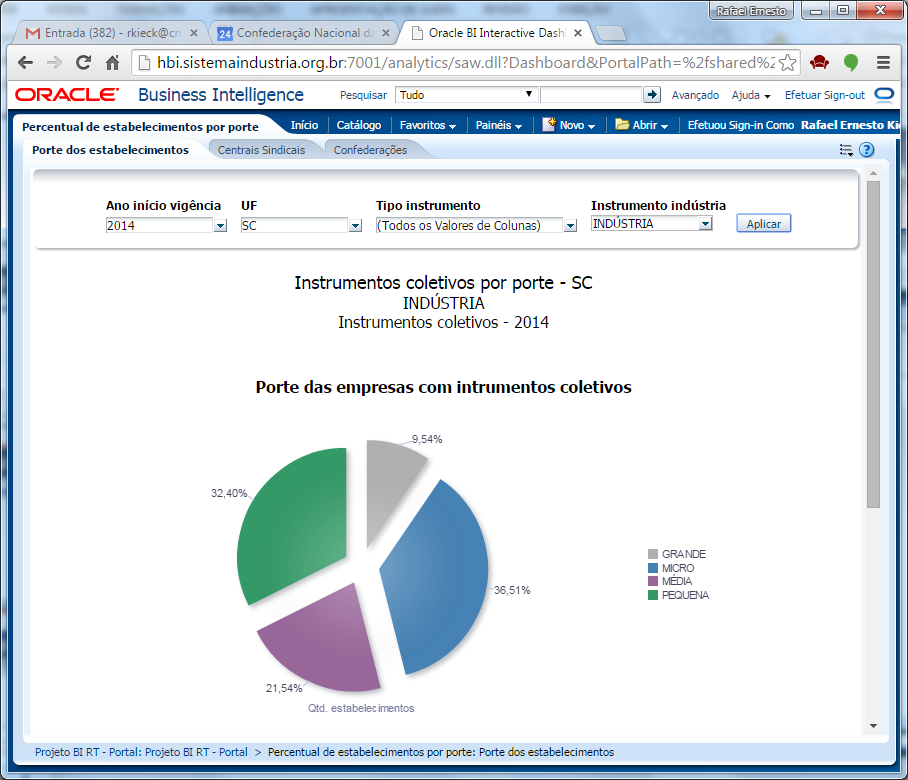 Rafael Ernesto
Entrada (382) - rkieck@cn
Confederação Nacional da
Oracle BI Interactive Dash
hbi.sistemaindustria.org.br:7001/analytics/saw.dll?Dashboard&PortalPath=%2fshared%2
ORACLE Business Intelligence Pesquisar Tudo Avançado Ajuda Efetuar Sign-out
Percentual de estabelecimentos por porte Início Catálogo Favoritos Painéis Novo Abrir Efetuou Sign-in Como Rafael Ernesto Ki
Porte dos estabelecimentos Centrais Sindicais Confederações
Ano início vigência UF Tipo instrumento Instrumento indústria
2014 SC (Todos os Valores de Colunas) INDÚSTRIA Aplicar
Instrumentos coletivos por porte - SC
INDÚSTRIA
Instrumentos coletivos - 2014
Porte das empresas com intrumentos coletivos
9,54%
32,40%
36,51%
21,54%
Qtd. estabelecimentos
GRANDE
MICRO
MÉDIA
PEQUENA
Projeto BI RT - Portal: Projeto BI RT - Portal > Percentual de estabelecimentos por porte: Porte dos estabelecimentos